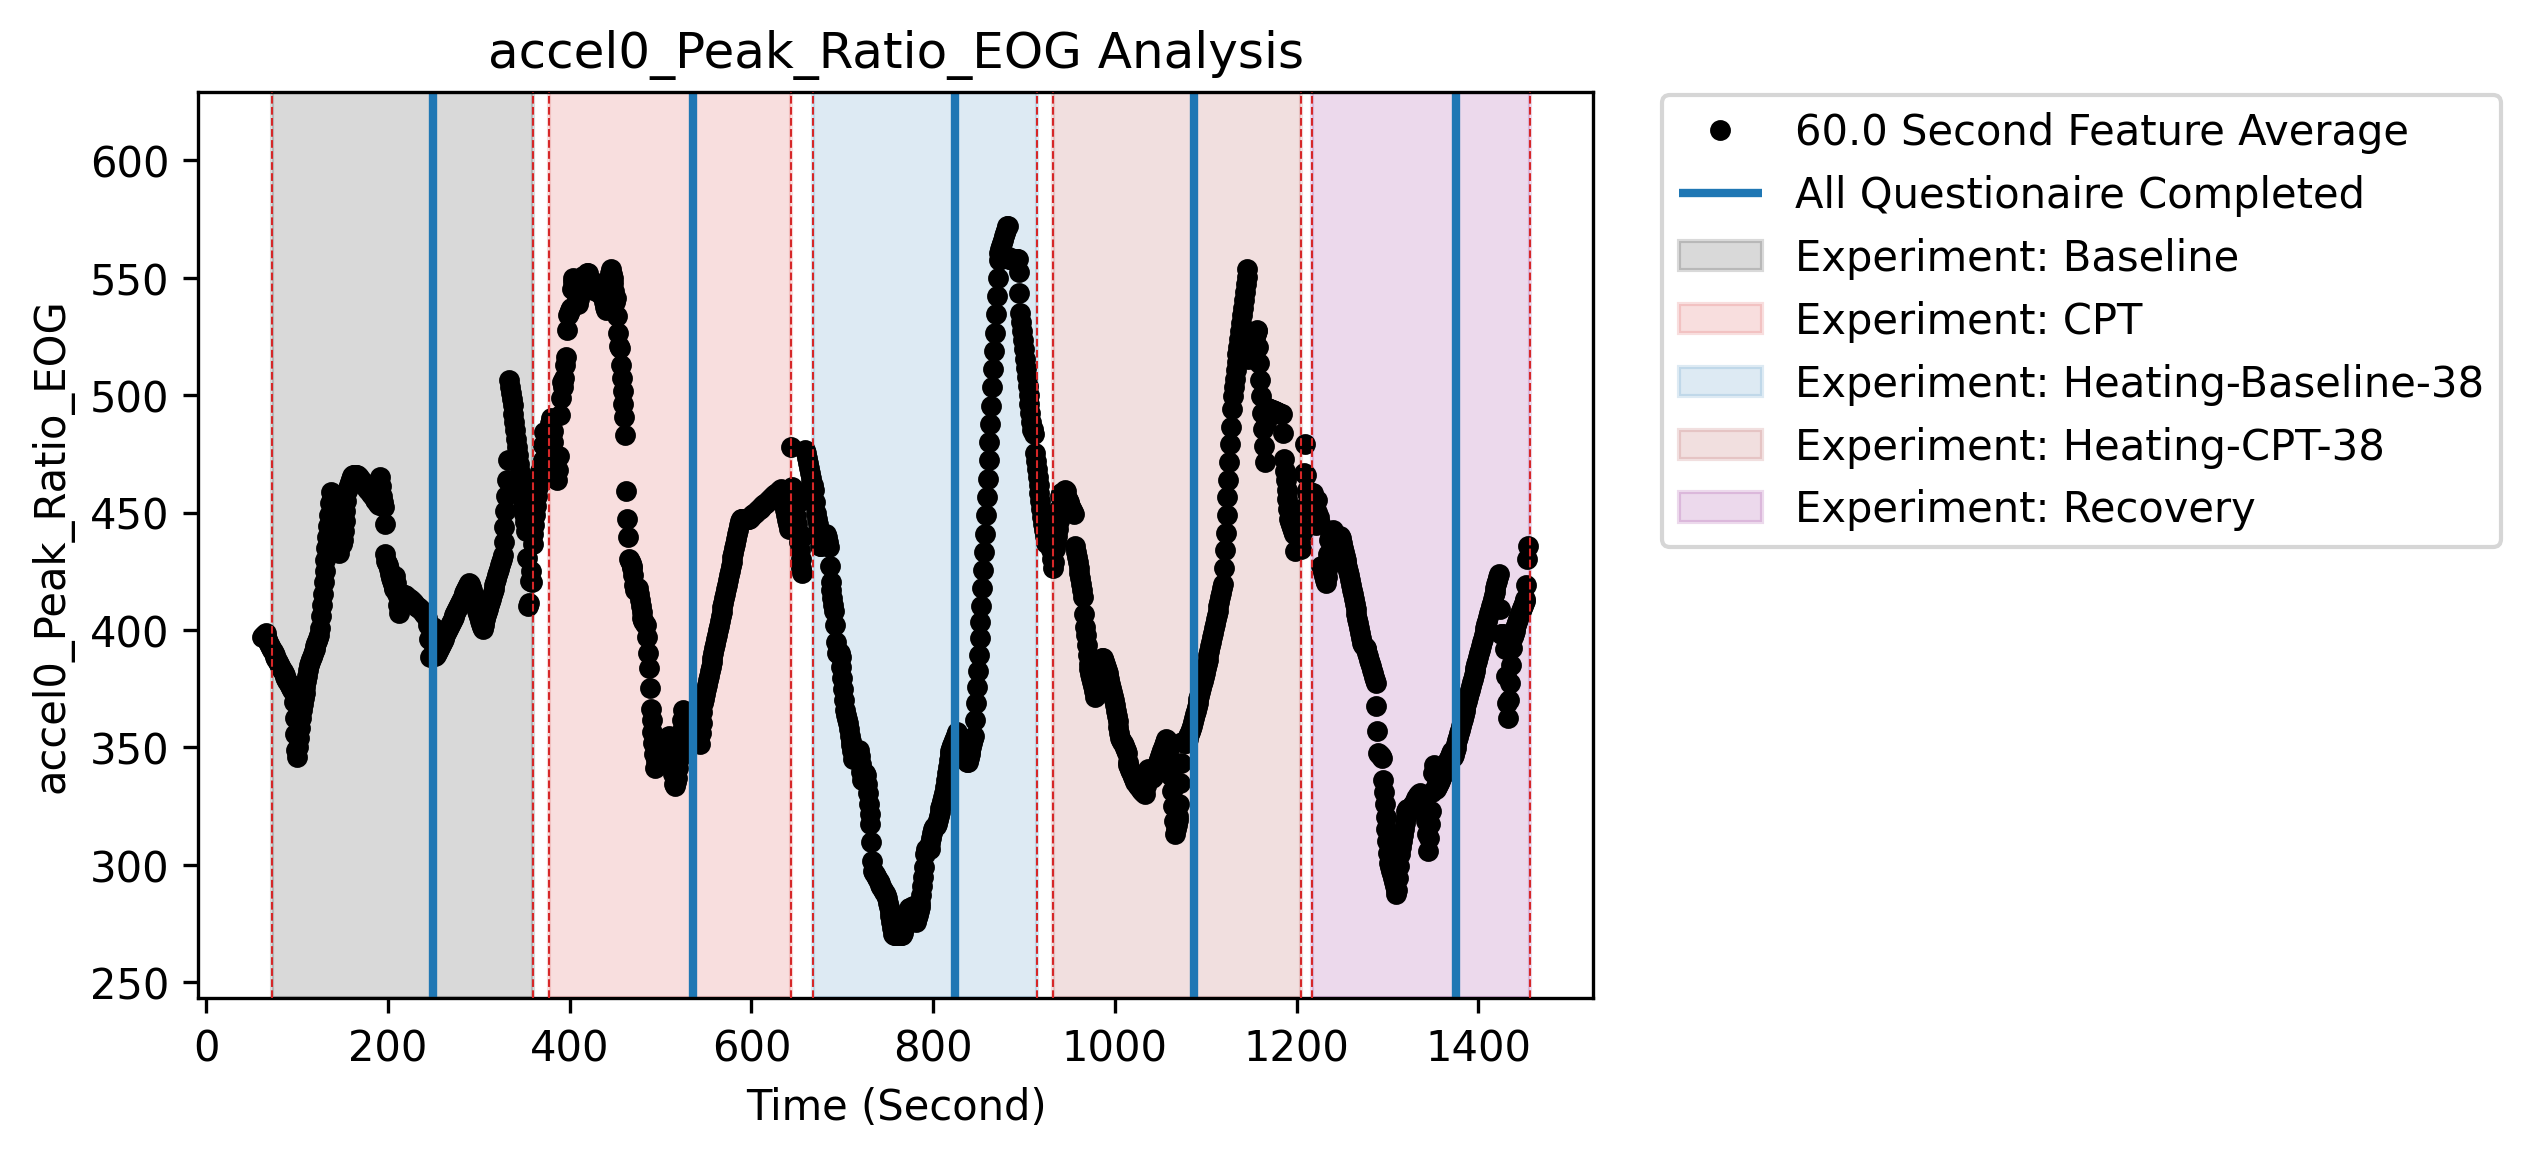 accel0_Peak_Ratio_EOG Analysis
accel0_Peak_Ratio_EOG
600
550
500
450
400
350
300
250
0 200 400 600 800 1000 1200 1400
Time (Second)
60.0 Second Feature Average
All Questionaire Completed
Experiment: Baseline
Experiment: CPT
Experiment: Heating-Baseline-38
Experiment: Heating-CPT-38
Experiment: Recovery